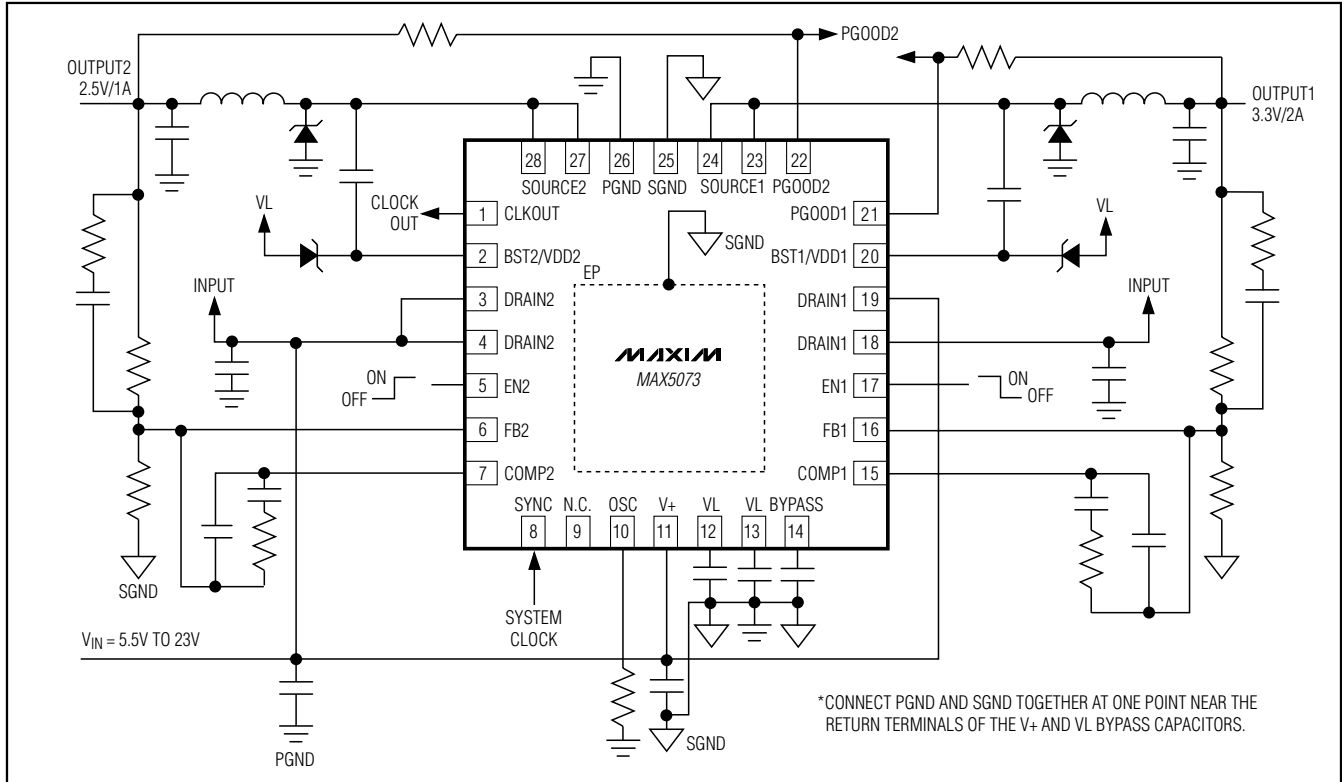 PGOOD2
OUTPUT2
2.5V/1A
OUTPUT1
3.3V/2A
28 27 26 25 24 23 22
SOURCE2 PGND SGND SOURCE1 PGOOD2
CLOCK
OUT
1 CLKOUT
PGOOD1 21
VL
VL
SGND
2 BST2/VDD2
BST1/VDD1 20
EP
INPUT
INPUT
3 DRAIN2
DRAIN1 19
4 DRAIN2
DRAIN1 18
MAXIM
MAX5073
ON
OFF
5 EN2
EN1 17
ON
OFF
6 FB2
FB1 16
7 COMP2
COMP1 15
SYNC N.C. OSC V+ VL VL BYPASS
8 9 10 11 12 13 14
SGND
SYSTEM
CLOCK
VIN = 5.5V TO 23V
PGND
SGND
*CONNECT PGND AND SGND TOGETHER AT ONE POINT NEAR THE
RETURN TERMINALS OF THE V+ AND VL BYPASS CAPACITORS.